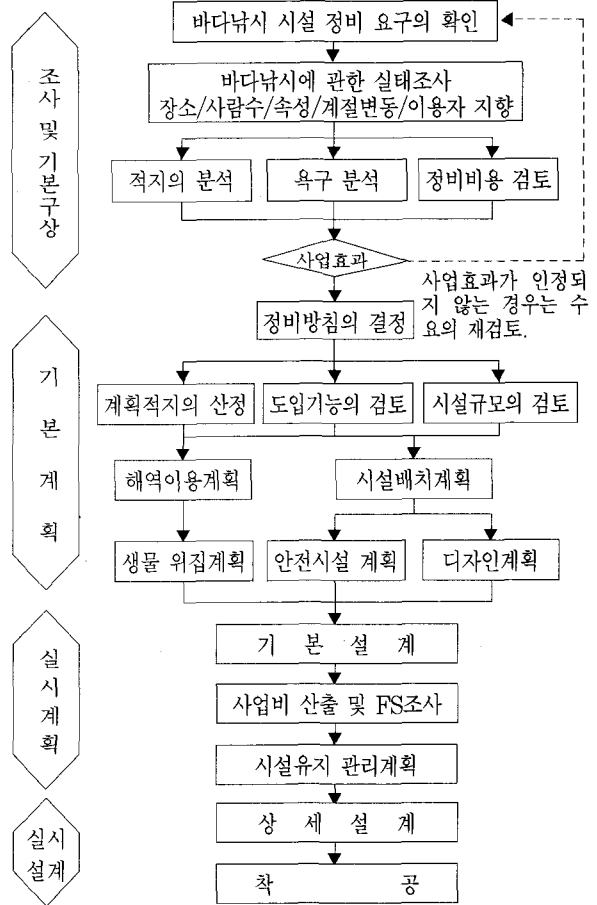 바다낚시 시설 정비 요구의 확인
조사 및 기본구상
바다낚시에 관한 실태조사
장소/사람수/속성/계절변동/이용자 지향
적지의 분석
욕구 분석
정비비용 검토
사업효과
사업효과가 인정되
지 않는 경우는 수
요의 재검토.
정비방침의 결정
기본계획
계획적지의 산정
도입기능의 검토
시설규모의 검토
해역이용계획
시설배치계획
생물 위집계획
안전시설 계획
디자인계획
실시계획
기 본 설 계
사업비 산출 및 FS조사
시설유지 관리계획
실시
설계
상 세 설 계
착 공